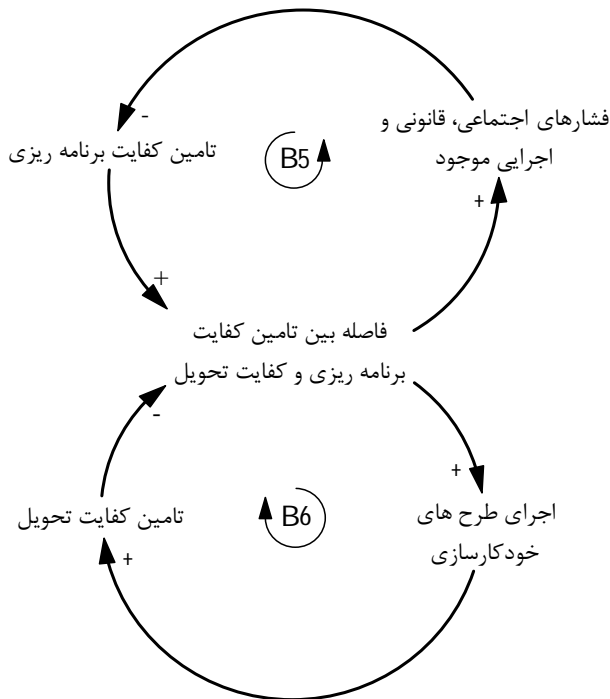 -
فشارهای اجتماعی، قانونی و
اجرایی موجود
تامین کفایت برنامه ریزی
B5
+
+
فاصله بین تامین کفایت
برنامه ریزی و کفایت تحویل
-
+
اجرای طرح های
خودکارسازی
تامین کفایت تحویل
B6
+